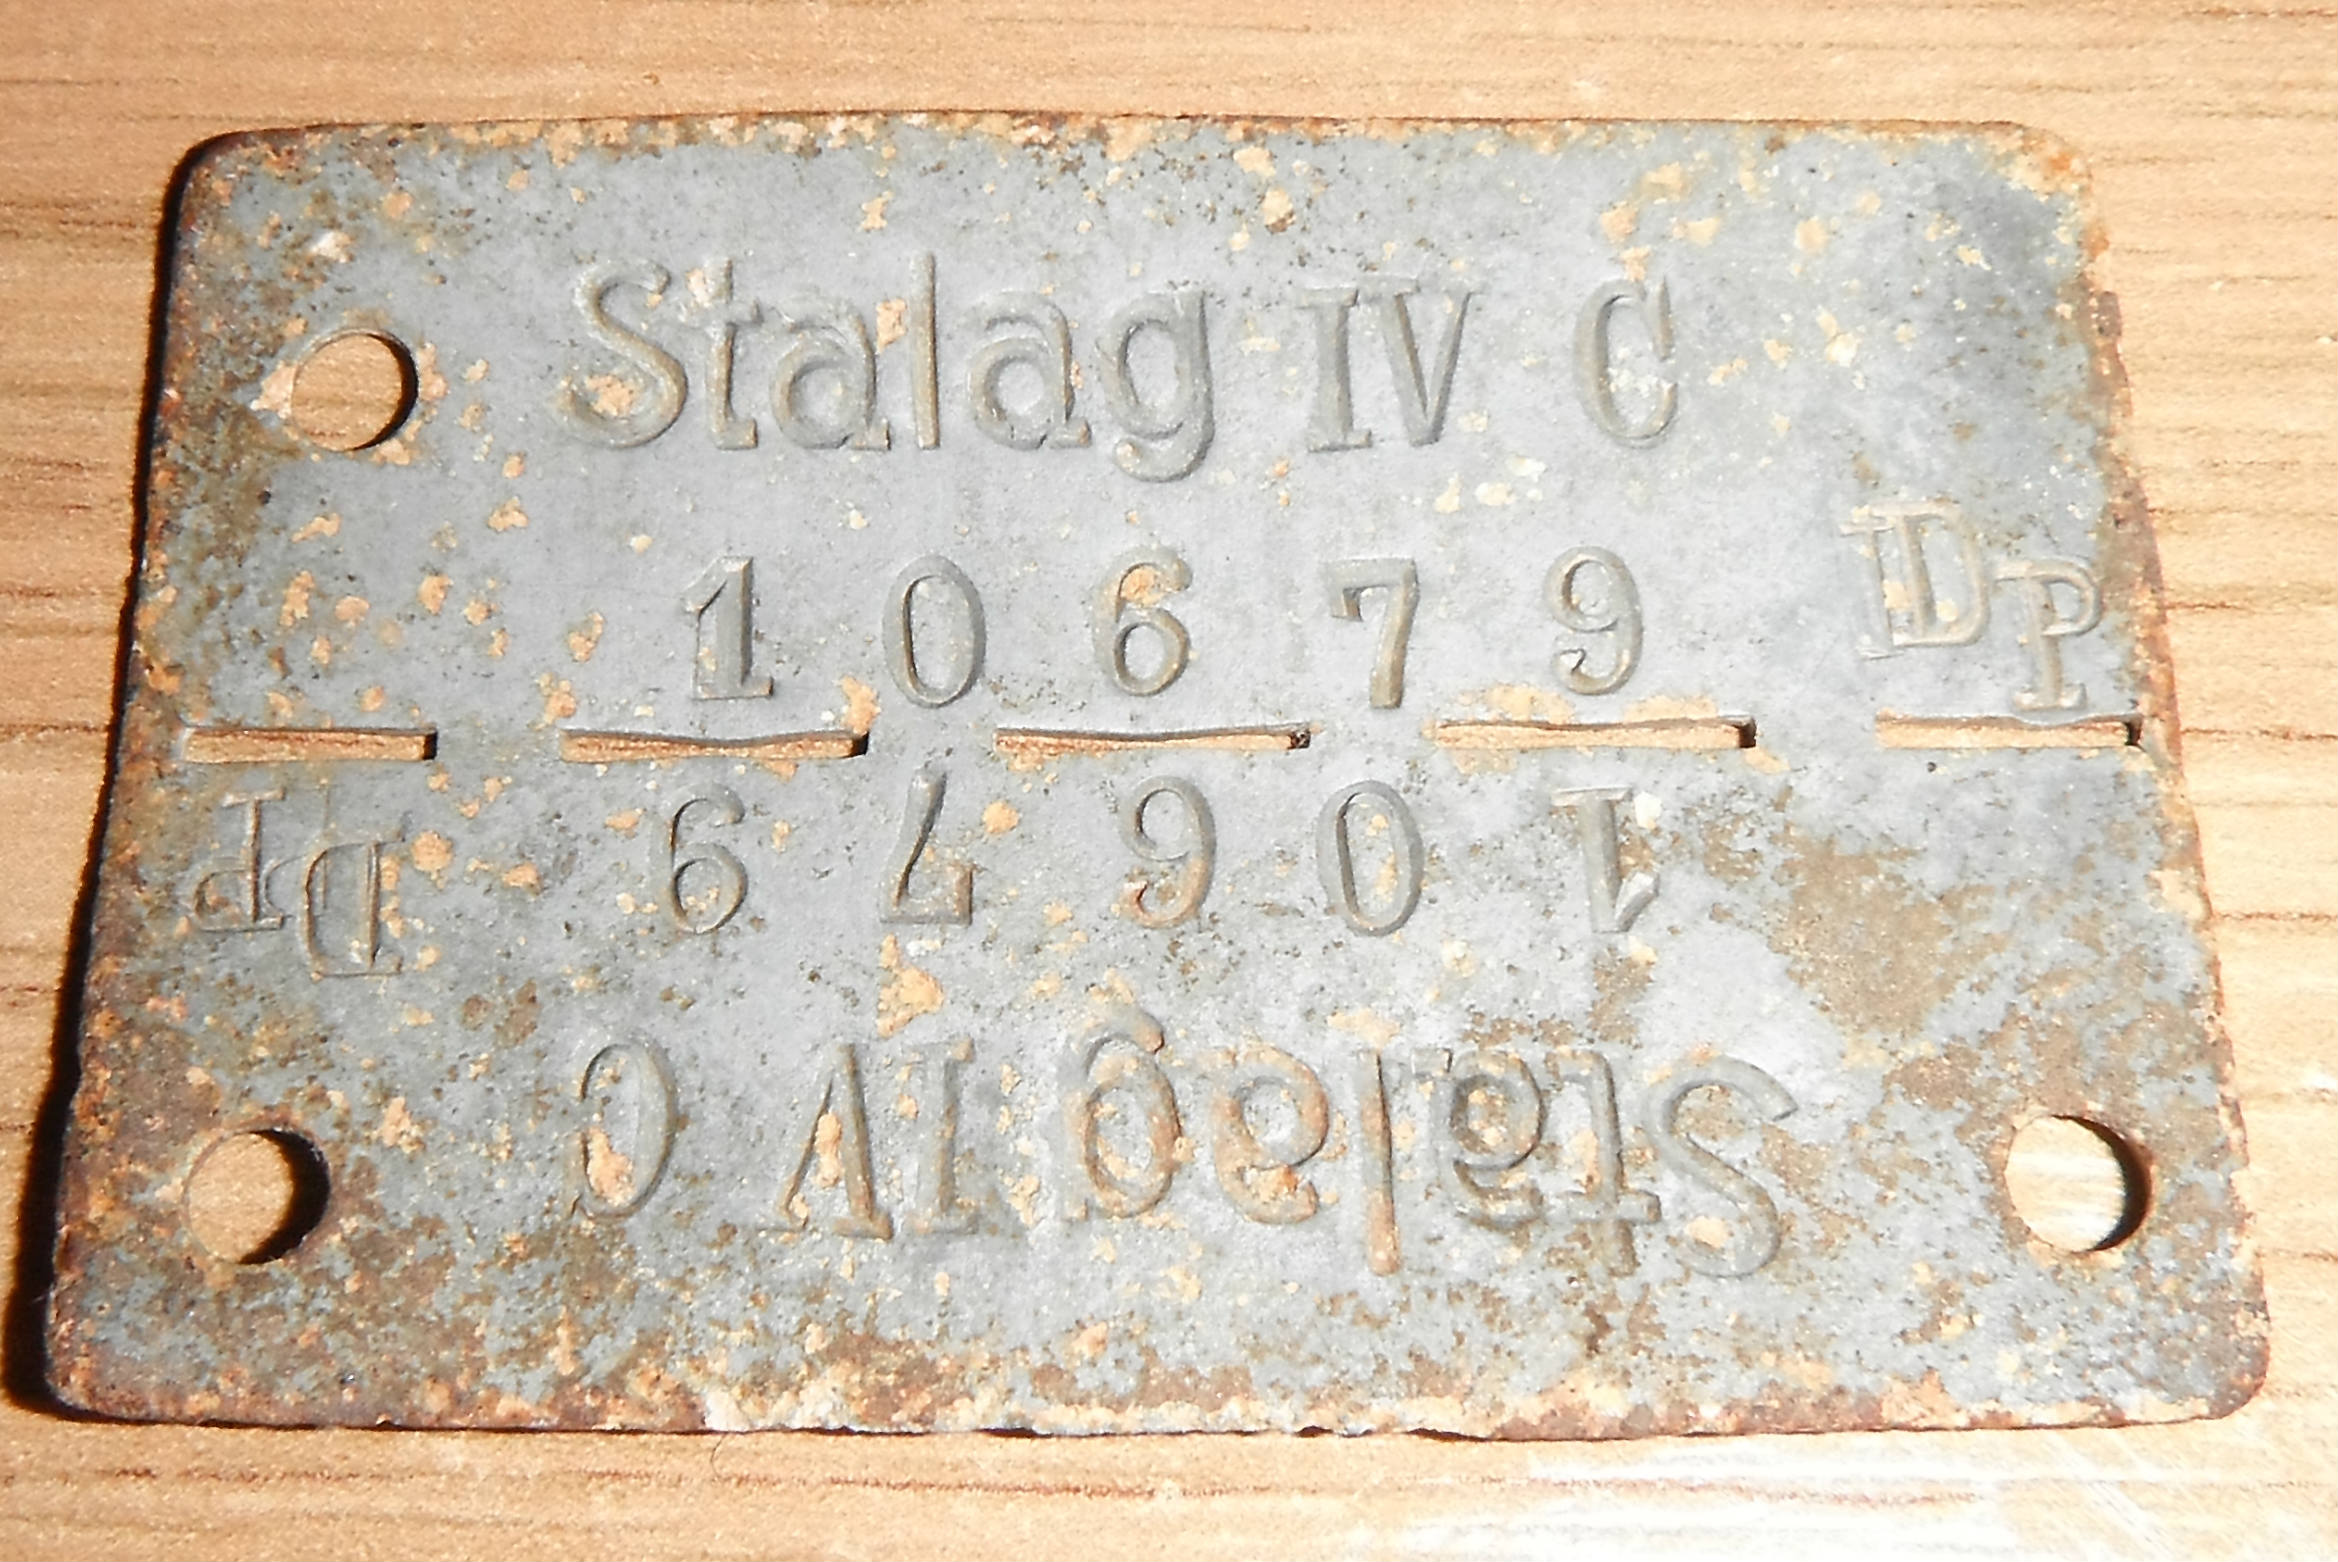 Stalag IV C
10679 DP
10679 DP
Stalag IV C